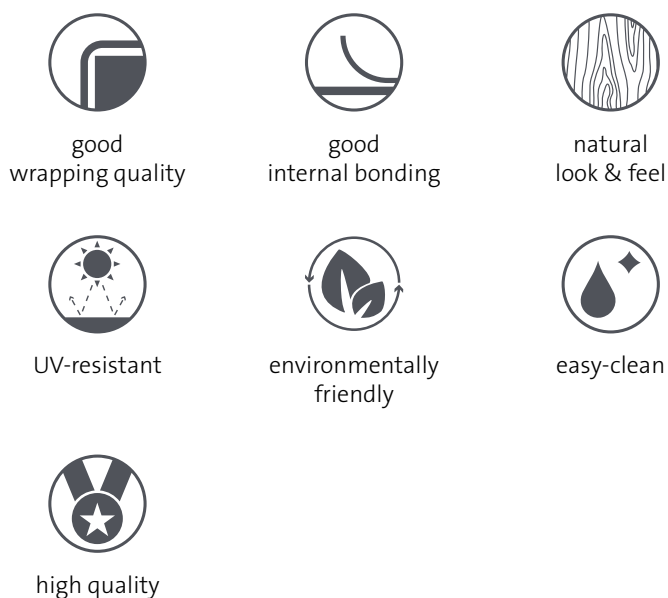 good
wrapping quality
good
internal bonding
natural
look & feel
UV-resistant
environmentally
friendly
easy-clean
high quality